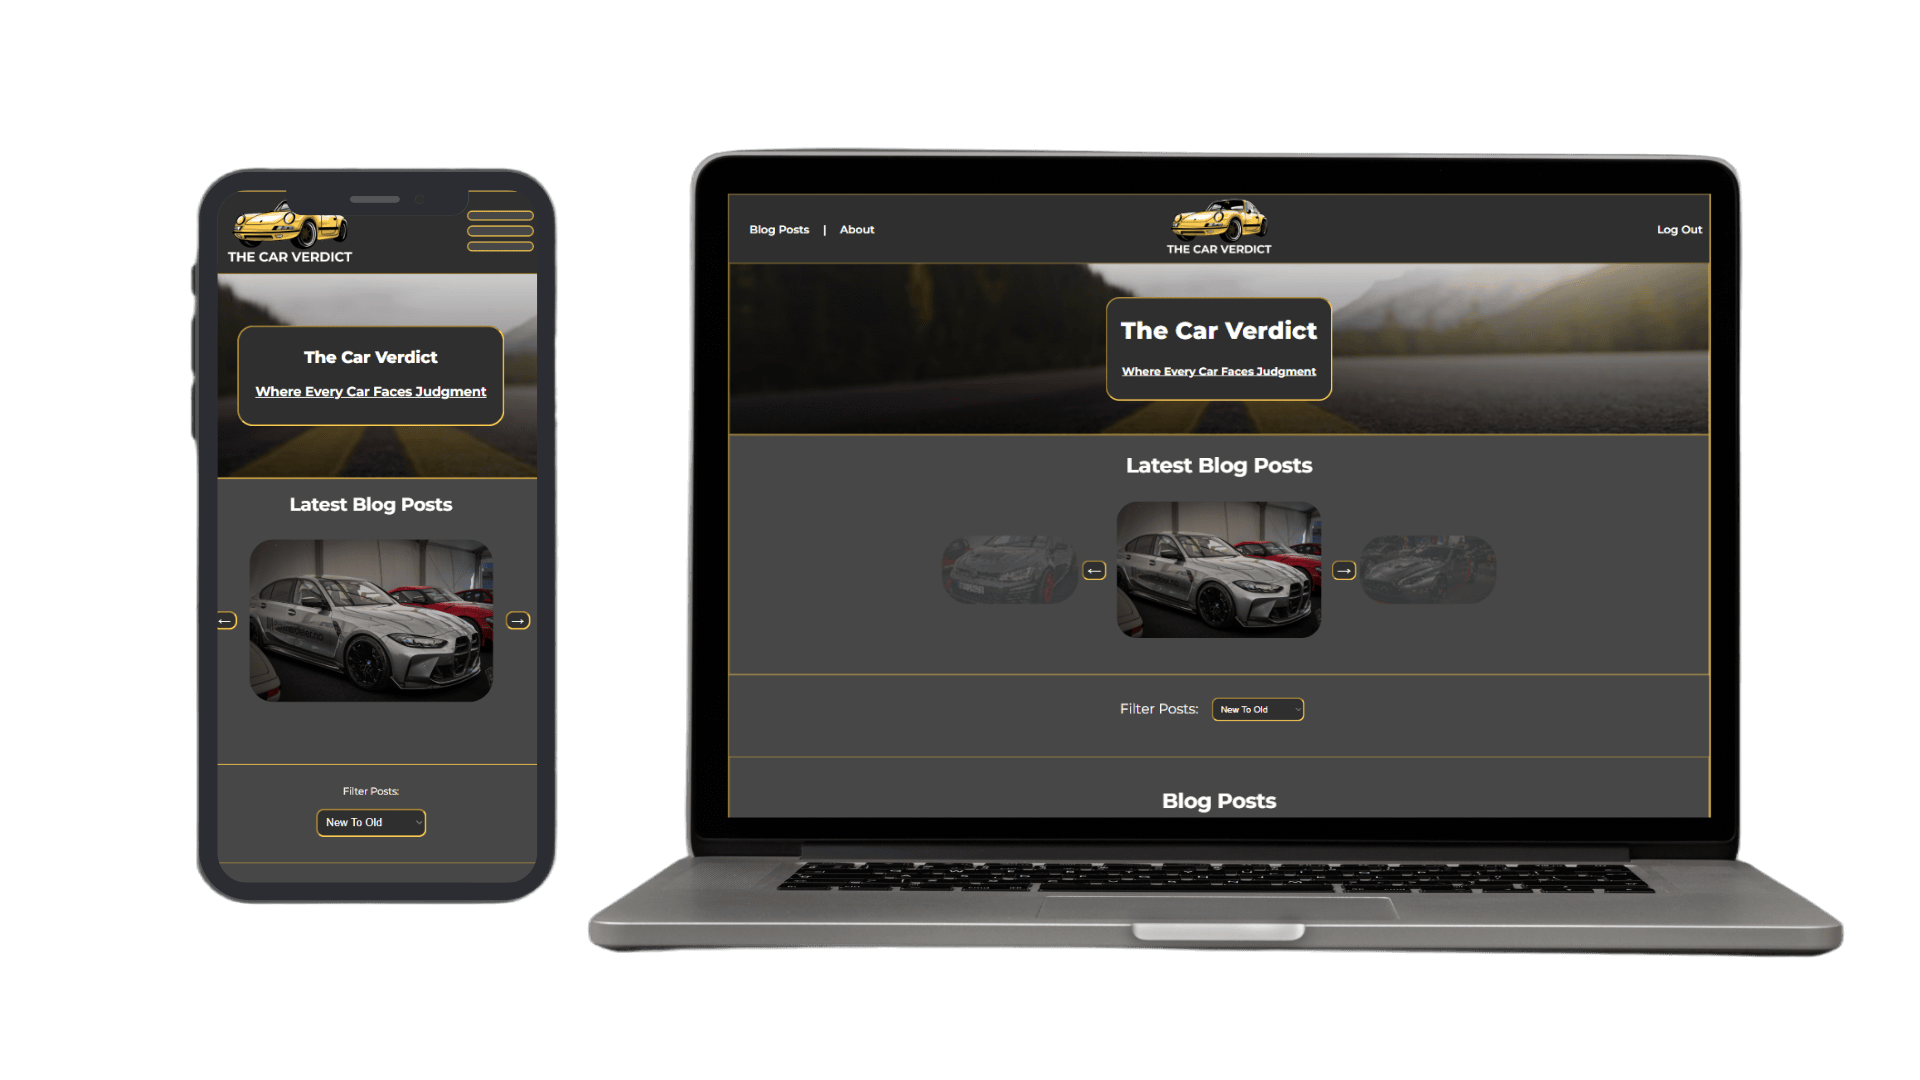 THE CAR VERDICT
The Car Verdict
Where Every Car Faces Judgment
Latest Blog Posts
←
→
Filter Posts:
New To Old
Blog Posts | About
THE CAR VERDICT
Log Out
The Car Verdict
Where Every Car Faces Judgment
Latest Blog Posts
←
→
Filter Posts:
New To Old
Blog Posts